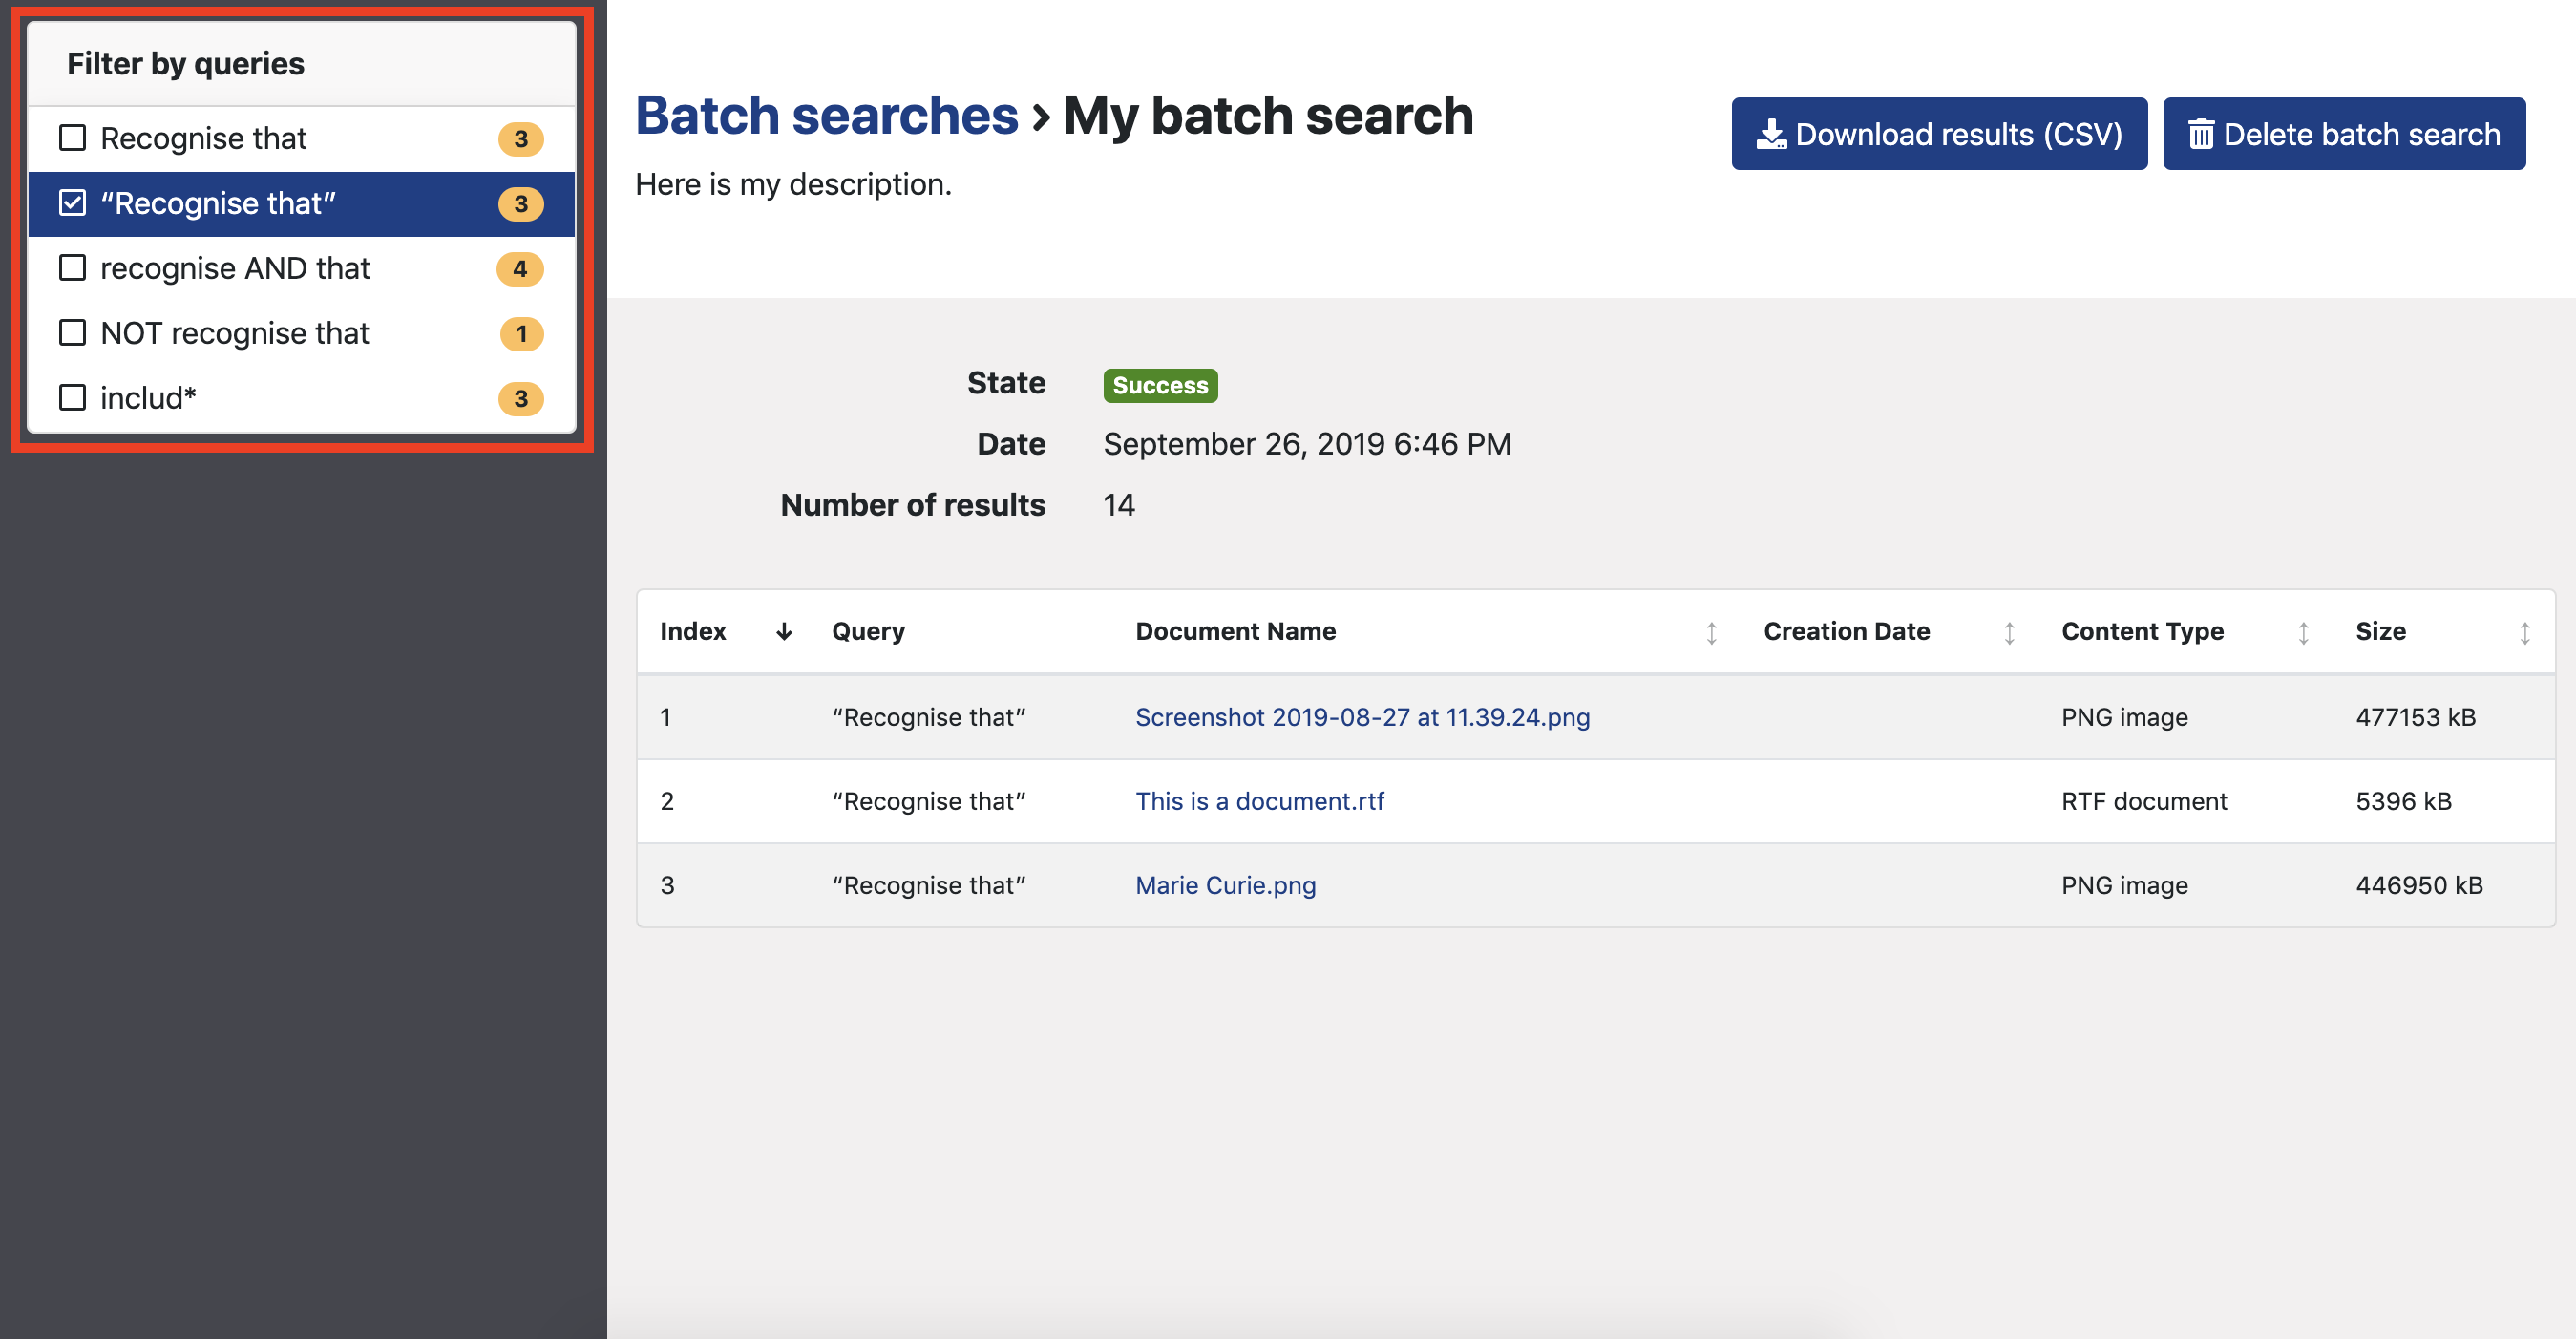 Filter by queries
Recognise that 3
“Recognise that” 3
recognise AND that 4
NOT recognise that 1
includ* 3
Batch searches › My batch search
Here is my description.
Download results (CSV)
Delete batch search
State Success
Date September 26, 2019 6:46 PM
Number of results 14
Index Query Document Name Creation Date Content Type Size
1 “Recognise that” Screenshot 2019-08-27 at 11.39.24.png PNG image 477153 kB
2 “Recognise that” This is a document.rtf RTF document 5396 kB
3 “Recognise that” Marie Curie.png PNG image 446950 kB